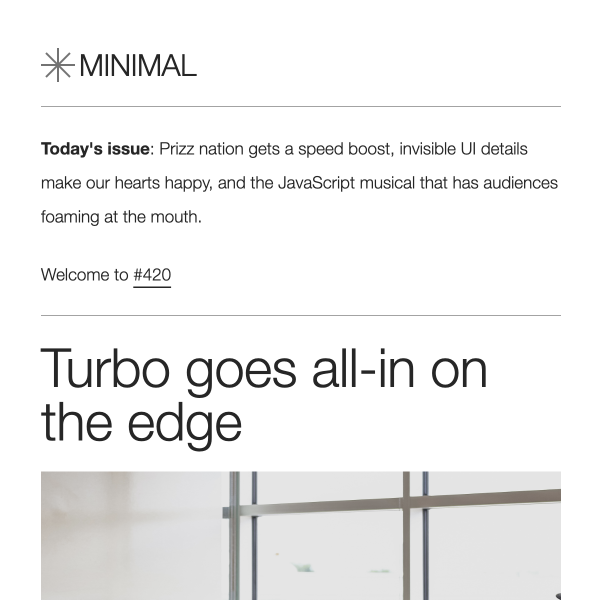 MINIMAL
Today's issue: Prizz nation gets a speed boost, invisible UI details
make our hearts happy, and the JavaScript musical that has audiences
foaming at the mouth.
Welcome to #420
Turbo goes all-in on
the edge